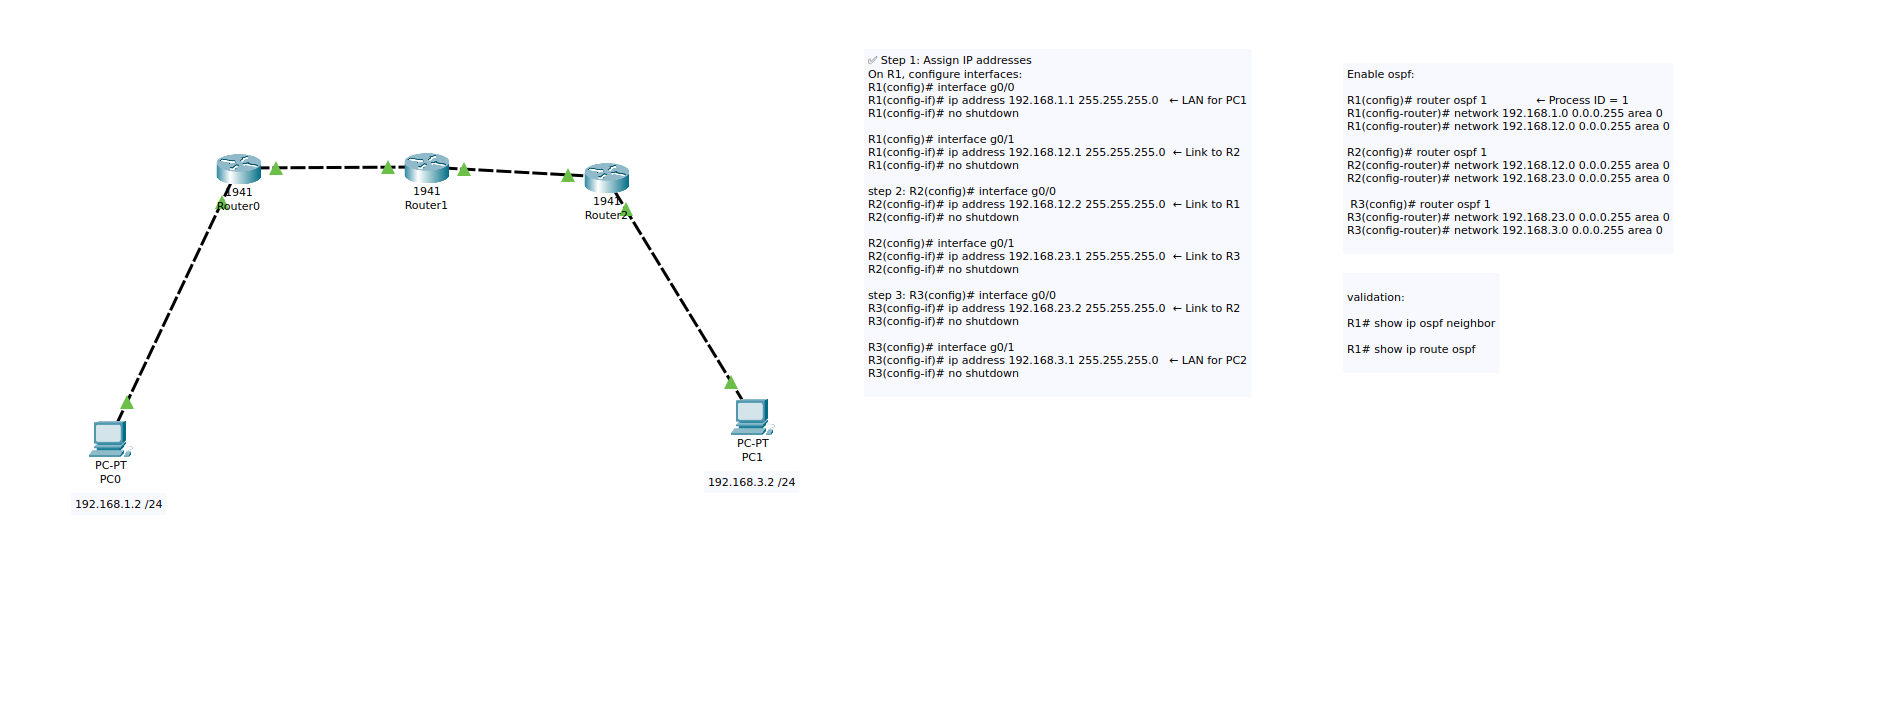 1941
Router0
1941
Router1
1941
Router2
PC-PT
PC0
192.168.1.2 /24
PC-PT
PC1
192.168.3.2 /24
✅ Step 1: Assign IP addresses
On R1, configure interfaces:
R1(config)# interface g0/0
R1(config-if)# ip address 192.168.1.1 255.255.255.0 ← LAN for PC1
R1(config-if)# no shutdown
R1(config)# interface g0/1
R1(config-if)# ip address 192.168.12.1 255.255.255.0 ← Link to R2
R1(config-if)# no shutdown
step 2: R2(config)# interface g0/0
R2(config-if)# ip address 192.168.12.2 255.255.255.0 ← Link to R1
R2(config-if)# no shutdown
R2(config)# interface g0/1
R2(config-if)# ip address 192.168.23.1 255.255.255.0 ← Link to R3
R2(config-if)# no shutdown
step 3: R3(config)# interface g0/0
R3(config-if)# ip address 192.168.23.2 255.255.255.0 ← Link to R2
R3(config-if)# no shutdown
R3(config)# interface g0/1
R3(config-if)# ip address 192.168.3.1 255.255.255.0 ← LAN for PC2
R3(config-if)# no shutdown
Enable ospf:
R1(config)# router ospf 1 ← Process ID = 1
R1(config-router)# network 192.168.1.0 0.0.0.255 area 0
R1(config-router)# network 192.168.12.0 0.0.0.255 area 0
R2(config)# router ospf 1
R2(config-router)# network 192.168.12.0 0.0.0.255 area 0
R2(config-router)# network 192.168.23.0 0.0.0.255 area 0
R3(config)# router ospf 1
R3(config-router)# network 192.168.23.0 0.0.0.255 area 0
R3(config-router)# network 192.168.3.0 0.0.0.255 area 0
validation:
R1# show ip ospf neighbor
R1# show ip route ospf